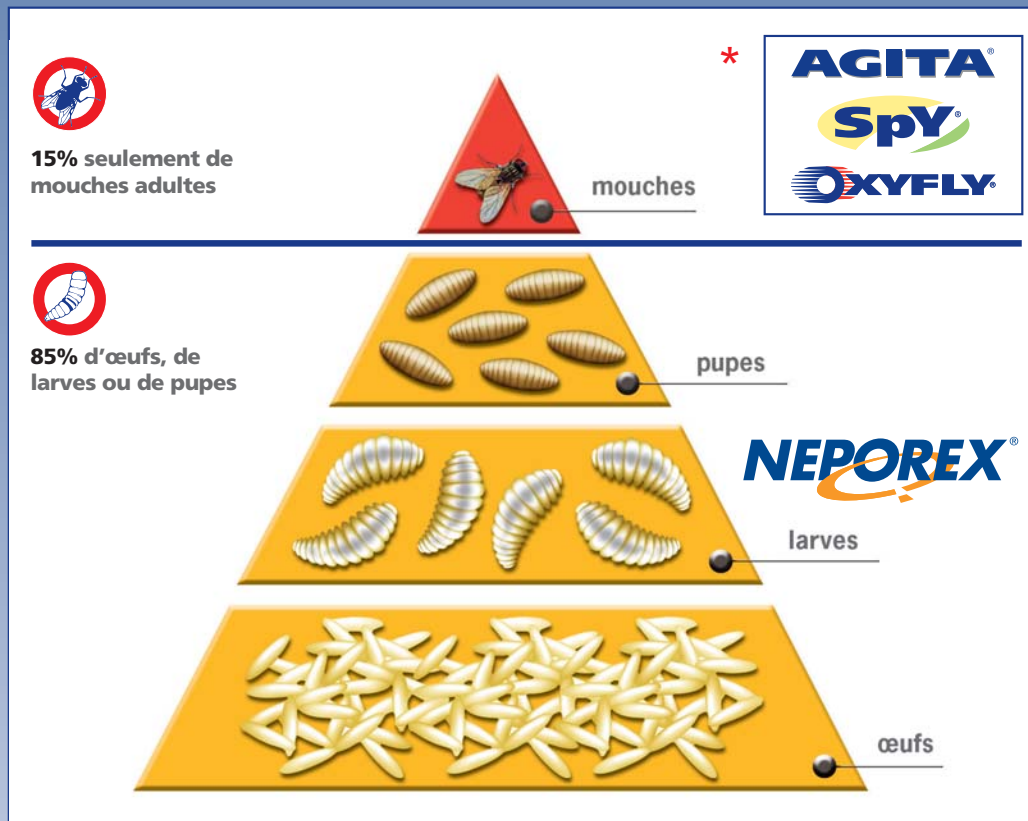 *
AGITA®
SPY®
OXYFLY®
15% seulement de
mouches adultes
mouches
85% d'œufs, de
larves ou de pupes
pupes
NEPOREX®
larves
œufs